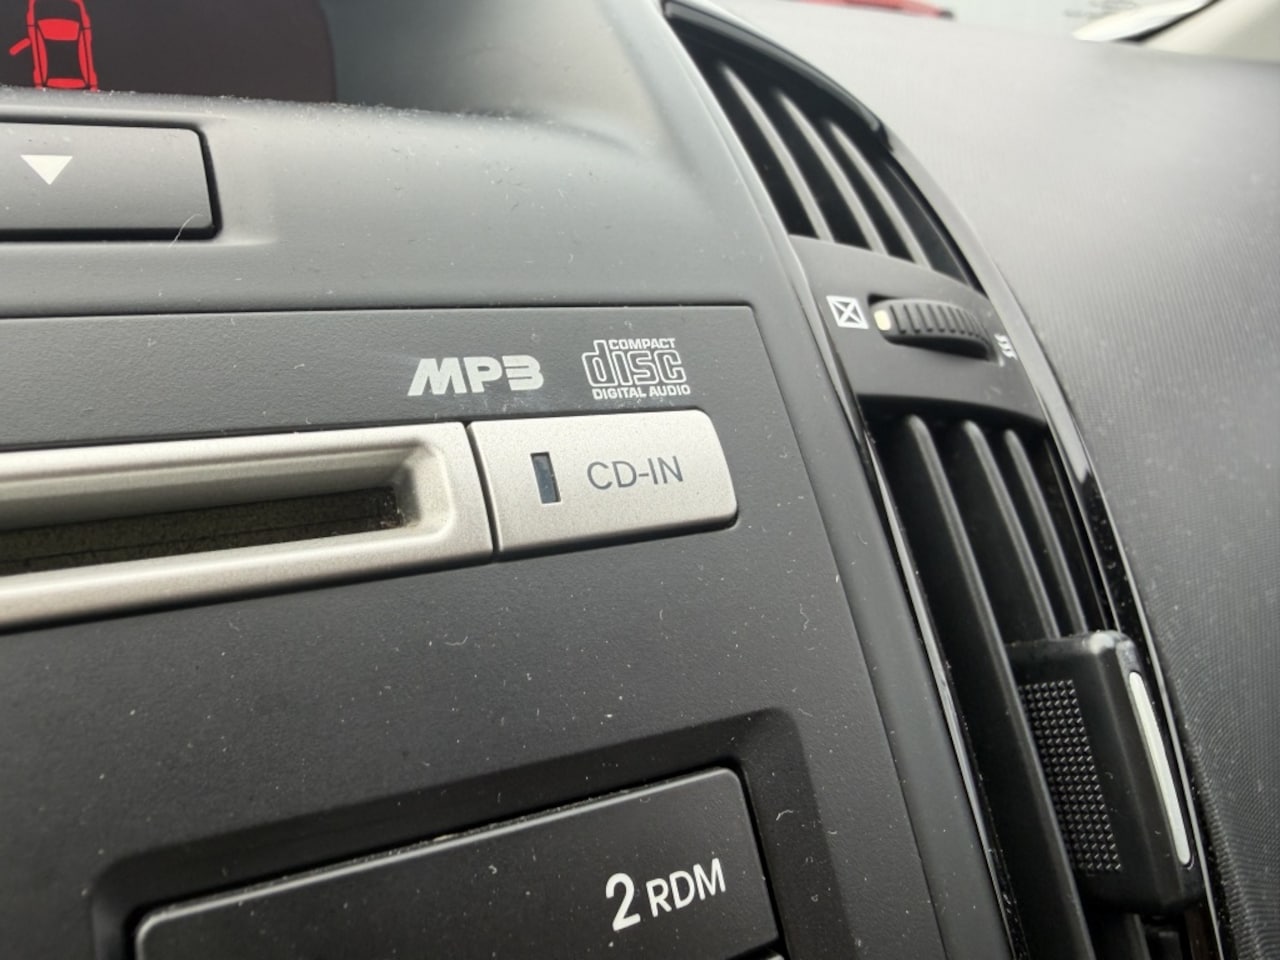 MP3
COMPACT
disc
DIGITAL AUDIO
CD-IN
2 RDM